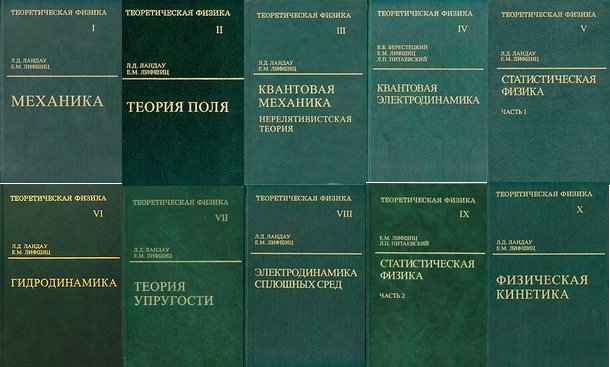 ТЕОРЕТИЧЕСКАЯ ФИЗИКА
I
Л.Д. ЛАНДАУ
Е.М. ЛИФШИЦ
МЕХАНИКА
ТЕОРЕТИЧЕСКАЯ ФИЗИКА
II
Л.Д. ЛАНДАУ
Е.М. ЛИФШИЦ
ТЕОРИЯ ПОЛЯ
ТЕОРЕТИЧЕСКАЯ ФИЗИКА
III
Л.Д. ЛАНДАУ
Е.М. ЛИФШИЦ
КВАНТОВАЯ
МЕХАНИКА
НЕРЕЛЯТИВИСТСКАЯ
ТЕОРИЯ
ТЕОРЕТИЧЕСКАЯ ФИЗИКА
IV
В.Б. БЕРЕСТЕЦКИЙ
Е.М. ЛИФШИЦ
Л.П. ПИТАЕВСКИЙ
КВАНТОВАЯ
ЭЛЕКТРОДИНАМИКА
ТЕОРЕТИЧЕСКАЯ ФИЗИКА
V
Л.Д. ЛАНДАУ
Е.М. ЛИФШИЦ
СТАТИСТИЧЕСКАЯ
ФИЗИКА
ЧАСТЬ 1
ТЕОРЕТИЧЕСКАЯ ФИЗИКА
VI
Л.Д. ЛАНДАУ
Е.М. ЛИФШИЦ
ГИДРОДИНАМИКА
ТЕОРЕТИЧЕСКАЯ ФИЗИКА
VII
Л.Д. ЛАНДАУ
Е.М. ЛИФШИЦ
ТЕОРИЯ
УПРУГОСТИ
ТЕОРЕТИЧЕСКАЯ ФИЗИКА
VIII
Л.Д. ЛАНДАУ
Е.М. ЛИФШИЦ
ЭЛЕКТРОДИНАМИКА
СПЛОШНЫХ СРЕД
ТЕОРЕТИЧЕСКАЯ ФИЗИКА
IX
Е.М. ЛИФШИЦ
Л.П. ПИТАЕВСКИЙ
СТАТИСТИЧЕСКАЯ
ФИЗИКА
ЧАСТЬ 2
ТЕОРЕТИЧЕСКАЯ ФИЗИКА
X
Л.Д. ЛАНДАУ
Е.М. ЛИФШИЦ
ФИЗИЧЕСКАЯ
КИНЕТИКА